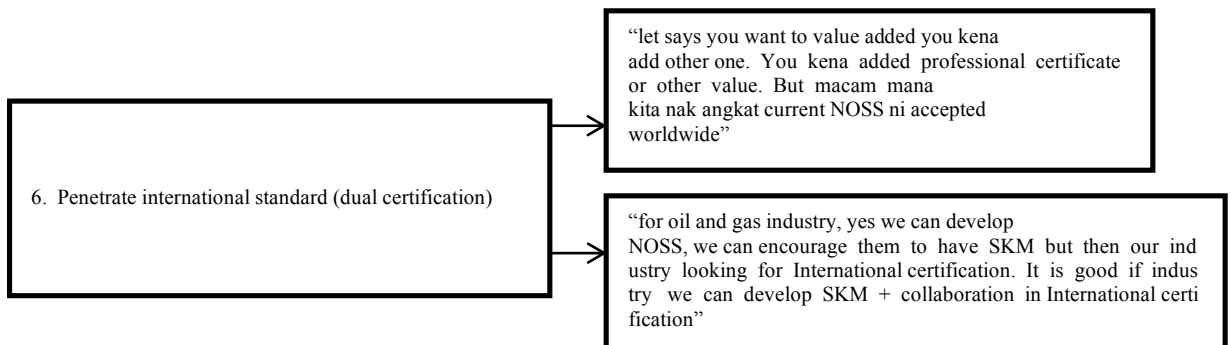 “let says you want to value added you kena
add other one. You kena added professional certificate
or other value. But macam mana
kita nak angkat current NOSS ni accepted
worldwide”
6. Penetrate international standard (dual certification)
“for oil and gas industry, yes we can develop
NOSS, we can encourage them to have SKM but then our ind
ustry looking for International certification. It is good if indus
try we can develop SKM + collaboration in International certi
fication”